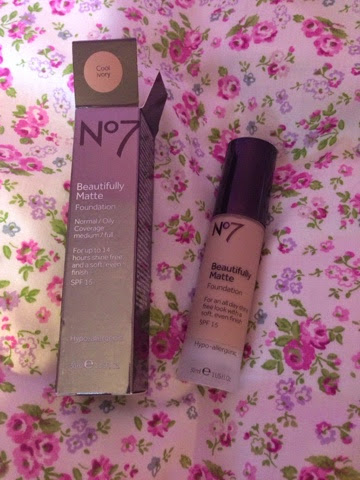 Cool
Ivory
No7
Beautifully
Matte
Foundation
Normal / Oily
Coverage
medium / full
For up to 14
hours shine free
and a soft, even
finish
SPF 15
Hypo-allergenic
No7
Beautifully
Matte
Foundation
For an all day shine
free look with a
soft, even finish
SPF 15
Hypo-allergenic